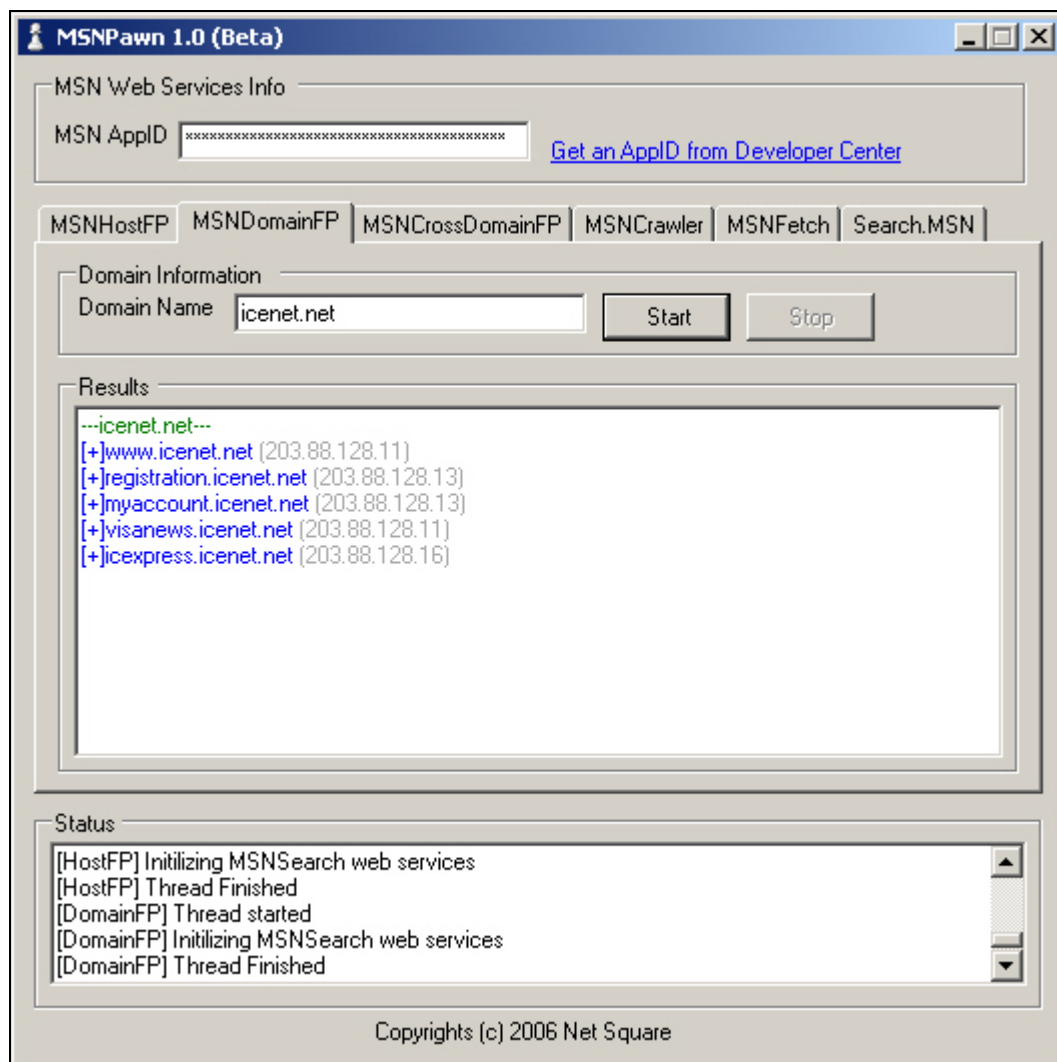 MSNPawn 1.0 (Beta)
MSN Web Services Info
MSN AppID ****************************************
Get an AppID from Developer Center
MSNHostFP MSNDomainFP MSNCrossDomainFP MSNCrawler MSNFetch Search.MSN
Domain Information
Domain Name icenet.net Start Stop
Results
---icenet.net---
[+]www.icenet.net (203.88.128.11)
[+]registration.icenet.net (203.88.128.13)
[+]myaccount.icenet.net (203.88.128.13)
[+]visanews.icenet.net (203.88.128.11)
[+]icexpress.icenet.net (203.88.128.16)
Status
[HostFP] Initilizing MSNSearch web services
[HostFP] Thread Finished
[DomainFP] Thread started
[DomainFP] Initilizing MSNSearch web services
[DomainFP] Thread Finished
Copyrights (c) 2006 Net Square